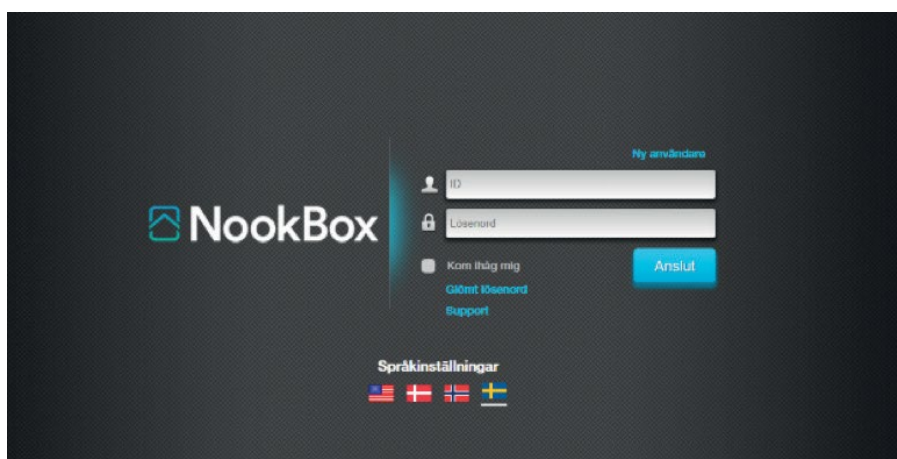 Ny användare
ID
NookBox
Lösenord
Kom ihåg mig
Anslut
Glömt lösenord
Support
Språkinställningar